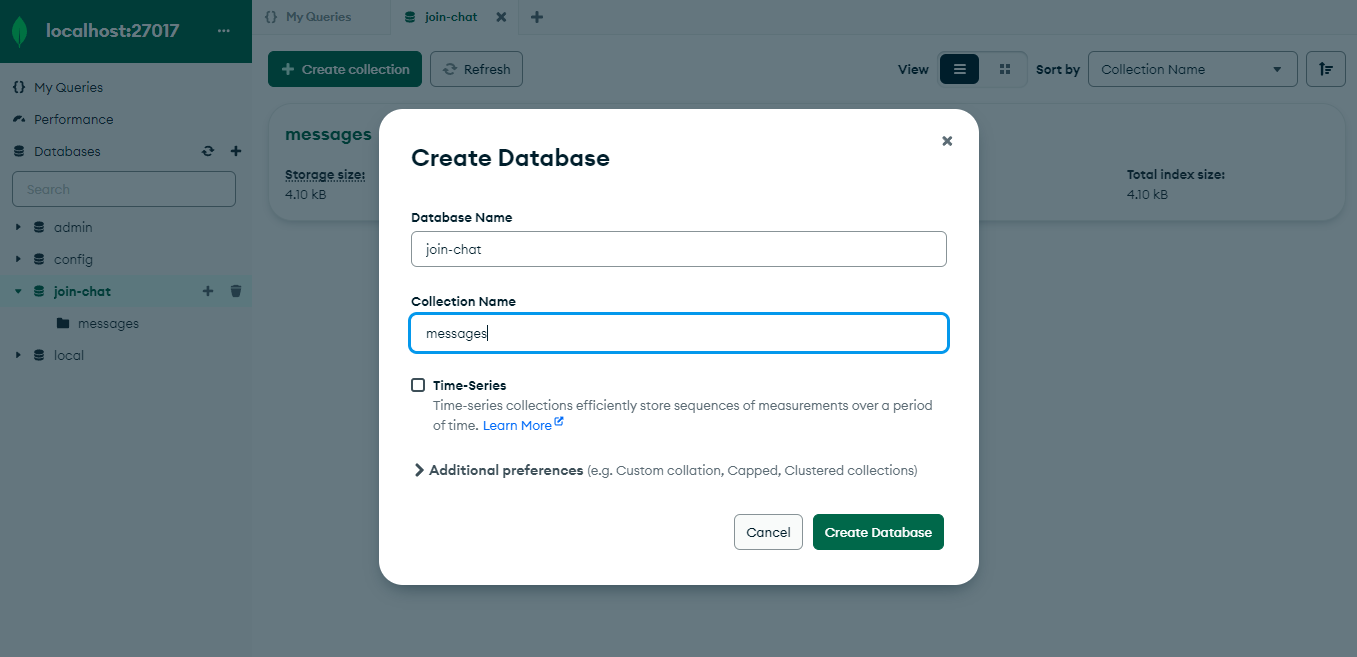 localhost:27017
...
{} My Queries
Performance
Databases
Search
admin
config
join-chat
messages
local
{} My Queries
join-chat
Create collection
Refresh
View
Sort by
Collection Name
messages
Storage size:
4.10 kB
Total index size:
4.10 kB
Create Database
Database Name
join-chat
Collection Name
messages
Time-Series
Time-series collections efficiently store sequences of measurements over a period
of time. Learn More
Additional preferences (e.g. Custom collation, Capped, Clustered collections)
Cancel
Create Database